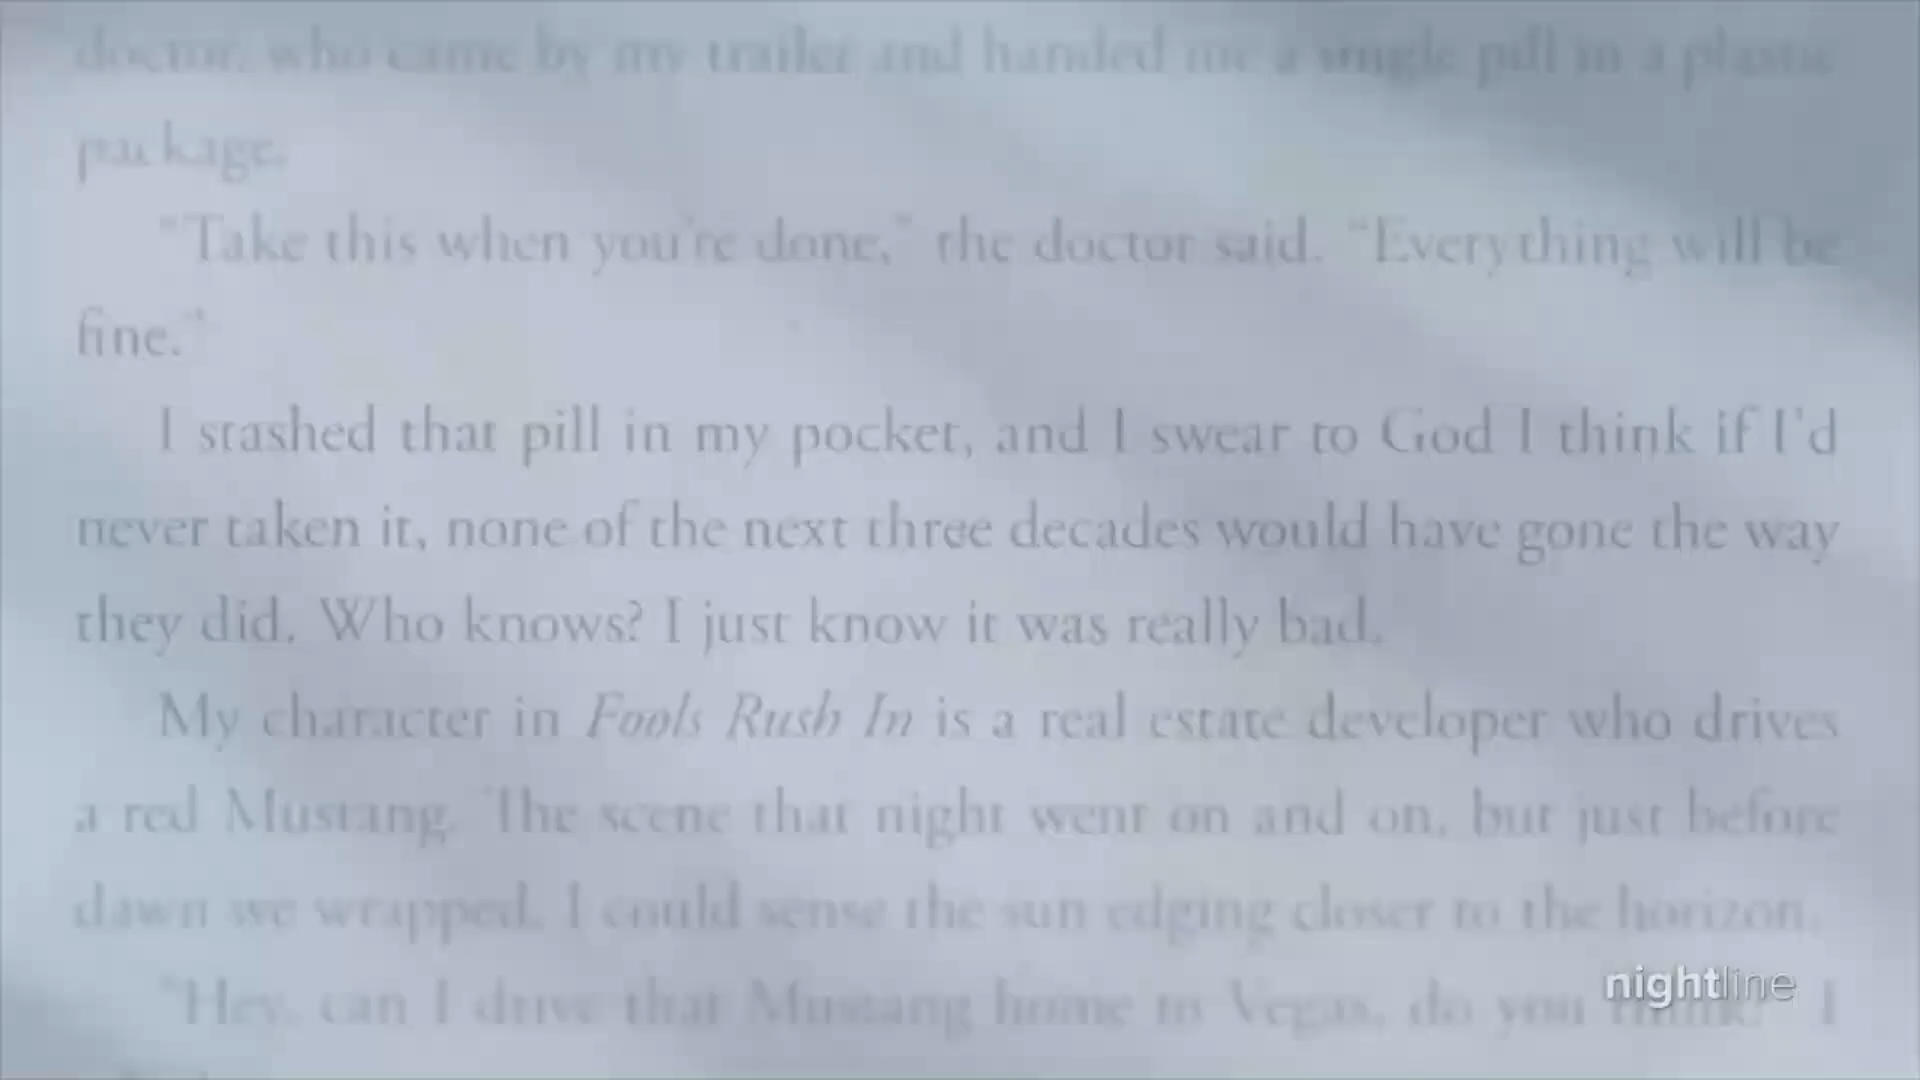 doctor, who came by my trailer and handed me a single pill in a plastic
package.
"Take this when you're done," the doctor said. "Everything will be
fine."
I stashed that pill in my pocket, and I swear to God I think if I'd
never taken it, none of the next three decades would have gone the way
they did. Who knows? I just know it was really bad.
My character in Fools Rush In is a real estate developer who drives
a red Mustang. The scene that night went on and on, but just before
dawn we wrapped. I could sense the sun edging closer to the horizon.
"Hey, can I drive that Mustang home to Vegas, do you think?" I
nightline